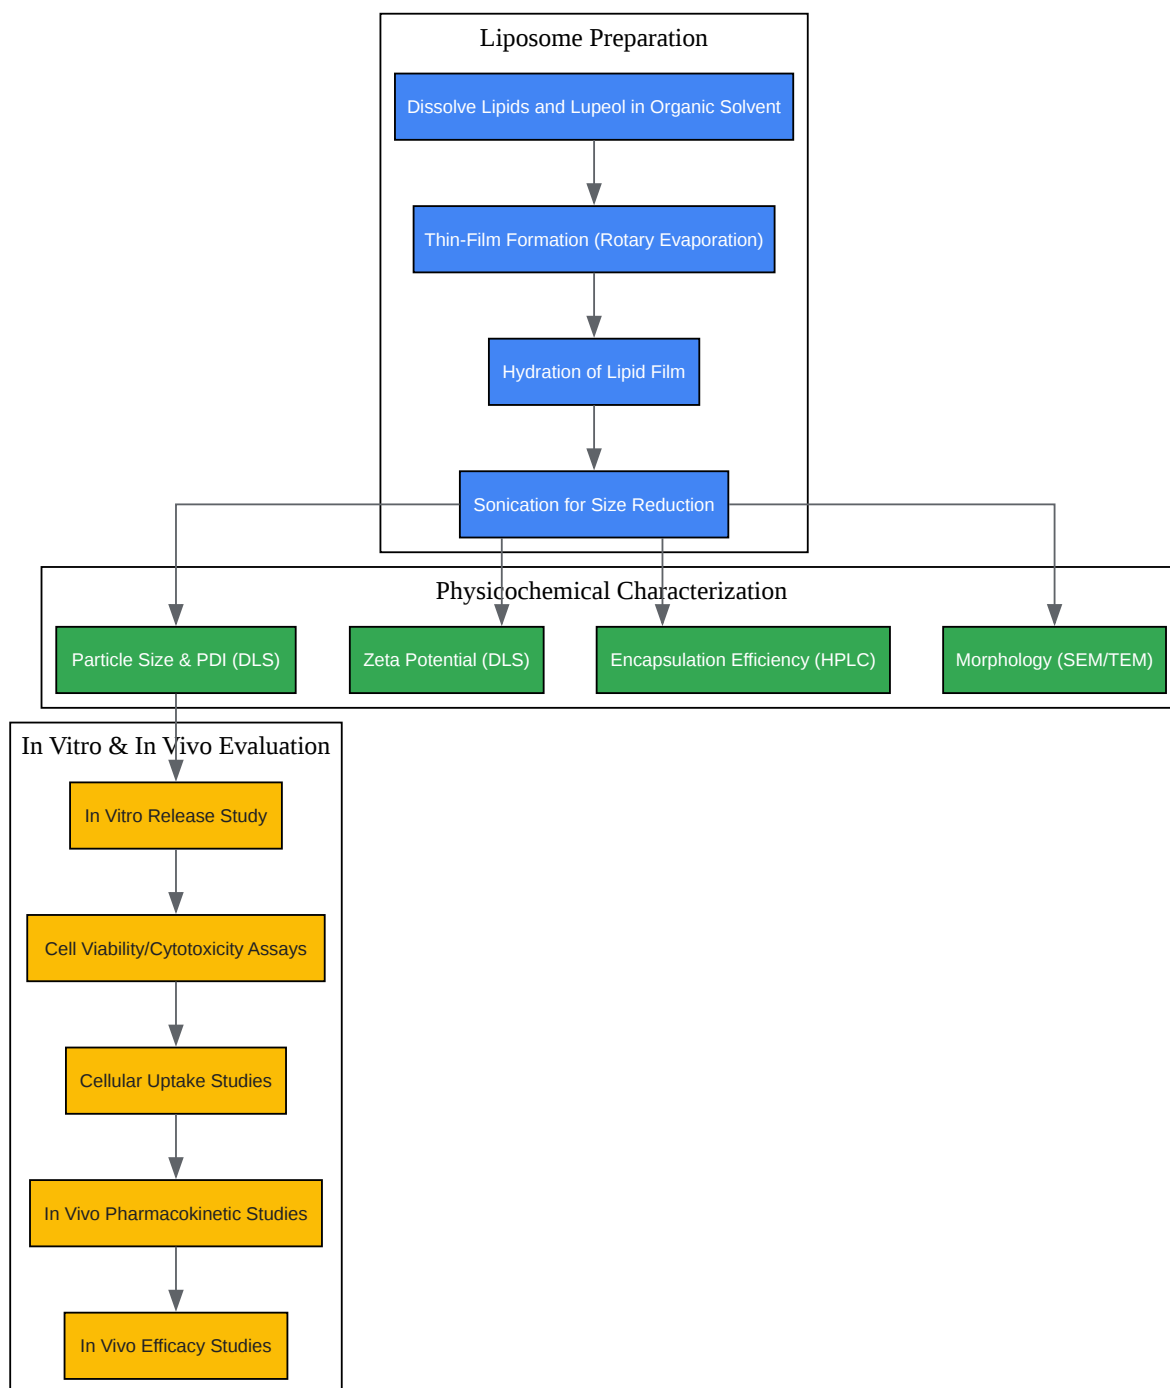 Liposome Preparation
Dissolve Lipids and Lupeol in Organic Solvent
Thin-Film Formation (Rotary Evaporation)
Hydration of Lipid Film
Sonication for Size Reduction
Physicochemical Characterization
Particle Size & PDI (DLS)
Zeta Potential (DLS)
Encapsulation Efficiency (HPLC)
Morphology (SEM/TEM)
In Vitro & In Vivo Evaluation
In Vitro Release Study
Cell Viability/Cytotoxicity Assays
Cellular Uptake Studies
In Vivo Pharmacokinetic Studies
In Vivo Efficacy Studies